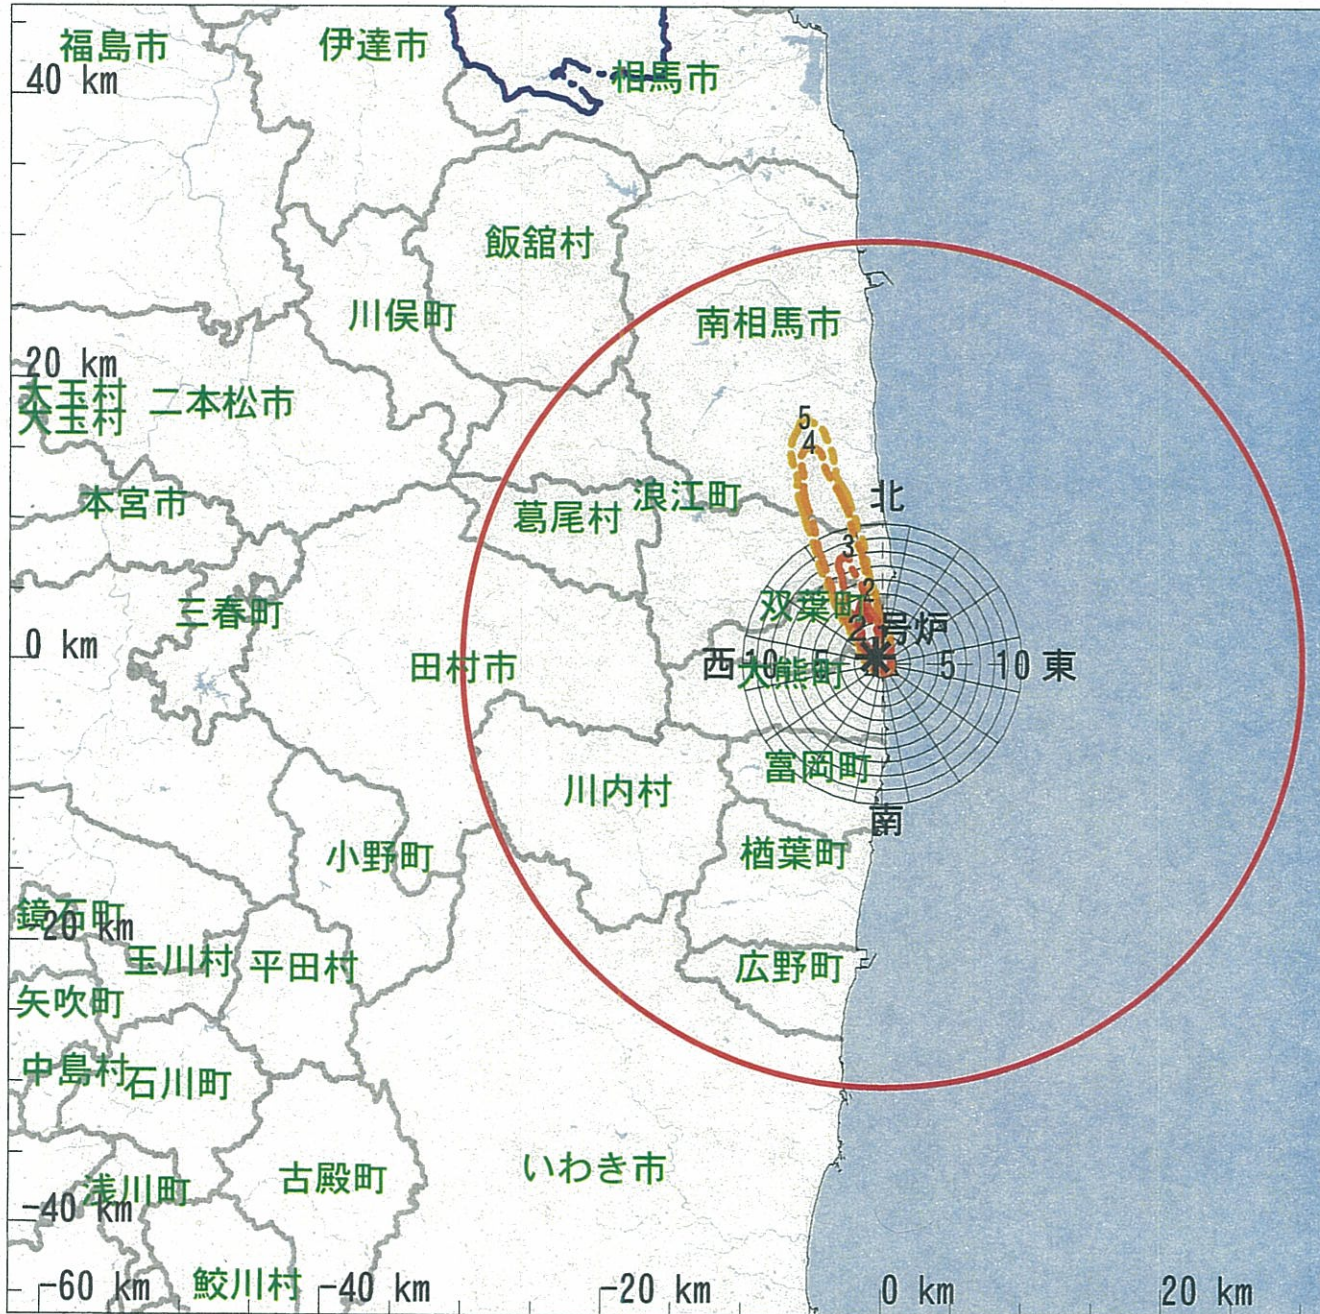 福島市
伊達市
相馬市
40 km
飯舘村
川俣町
南相馬市
20 km
大玉村
大玉村
二本松市
5
4
本宮市
葛尾村
浪江町
北
3
2
三春町
双葉町
2号炉
0 km
田村市
西 10 5
大熊町
5 10 東
富岡町
川内村
南
小野町
楢葉町
鏡石町
-20 km
玉川村
平田村
広野町
矢吹町
中島村
石川町
いわき市
浅川町
古殿町
-40 km
鮫川村
-60 km -40 km -20 km 0 km 20 km